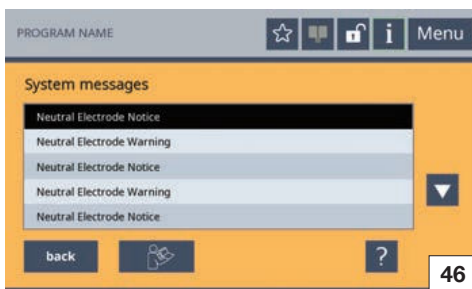 PROGRAM NAME
i
Menu
System messages
Neutral Electrode Notice
Neutral Electrode Warning
Neutral Electrode Notice
Neutral Electrode Warning
Neutral Electrode Notice
back
?
46